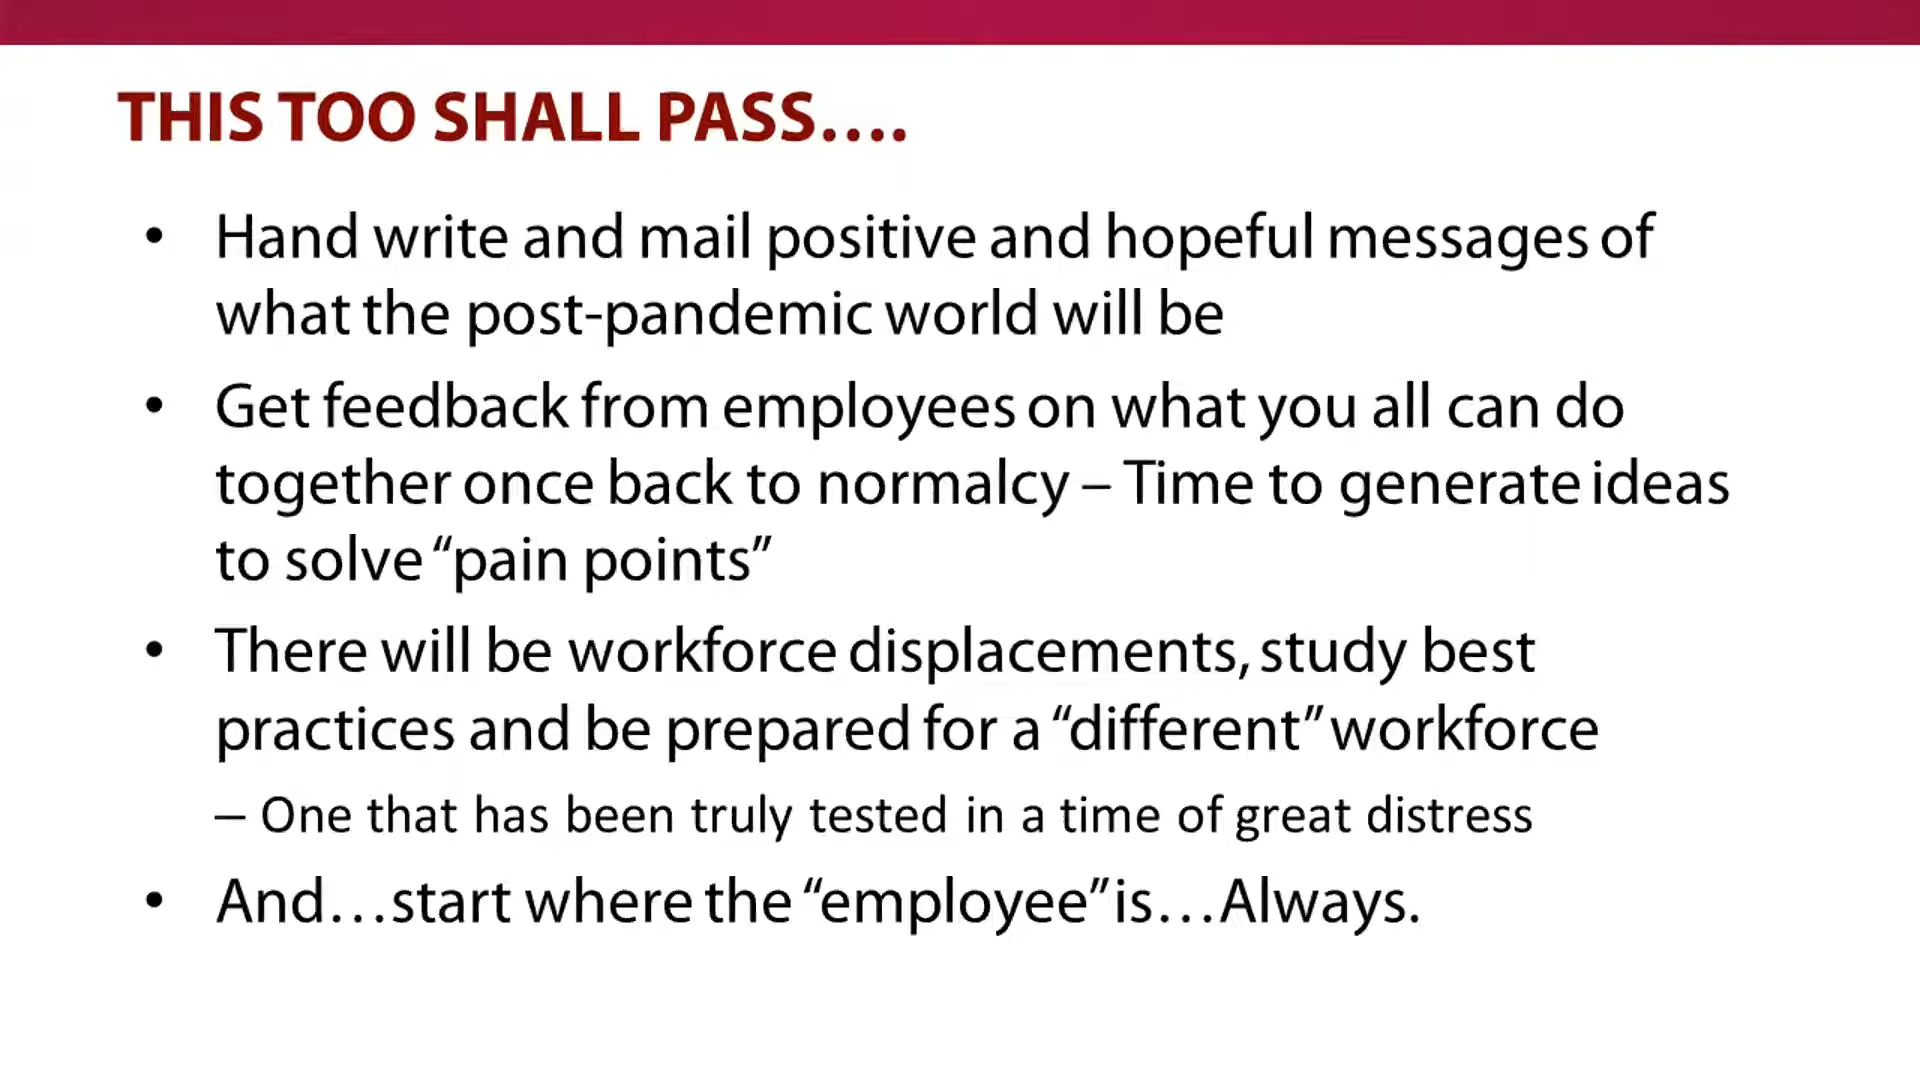 THIS TOO SHALL PASS....
• Hand write and mail positive and hopeful messages of
what the post-pandemic world will be
• Get feedback from employees on what you all can do
together once back to normalcy – Time to generate ideas
to solve “pain points”
• There will be workforce displacements, study best
practices and be prepared for a “different” workforce
– One that has been truly tested in a time of great distress
• And…start where the “employee” is…Always.